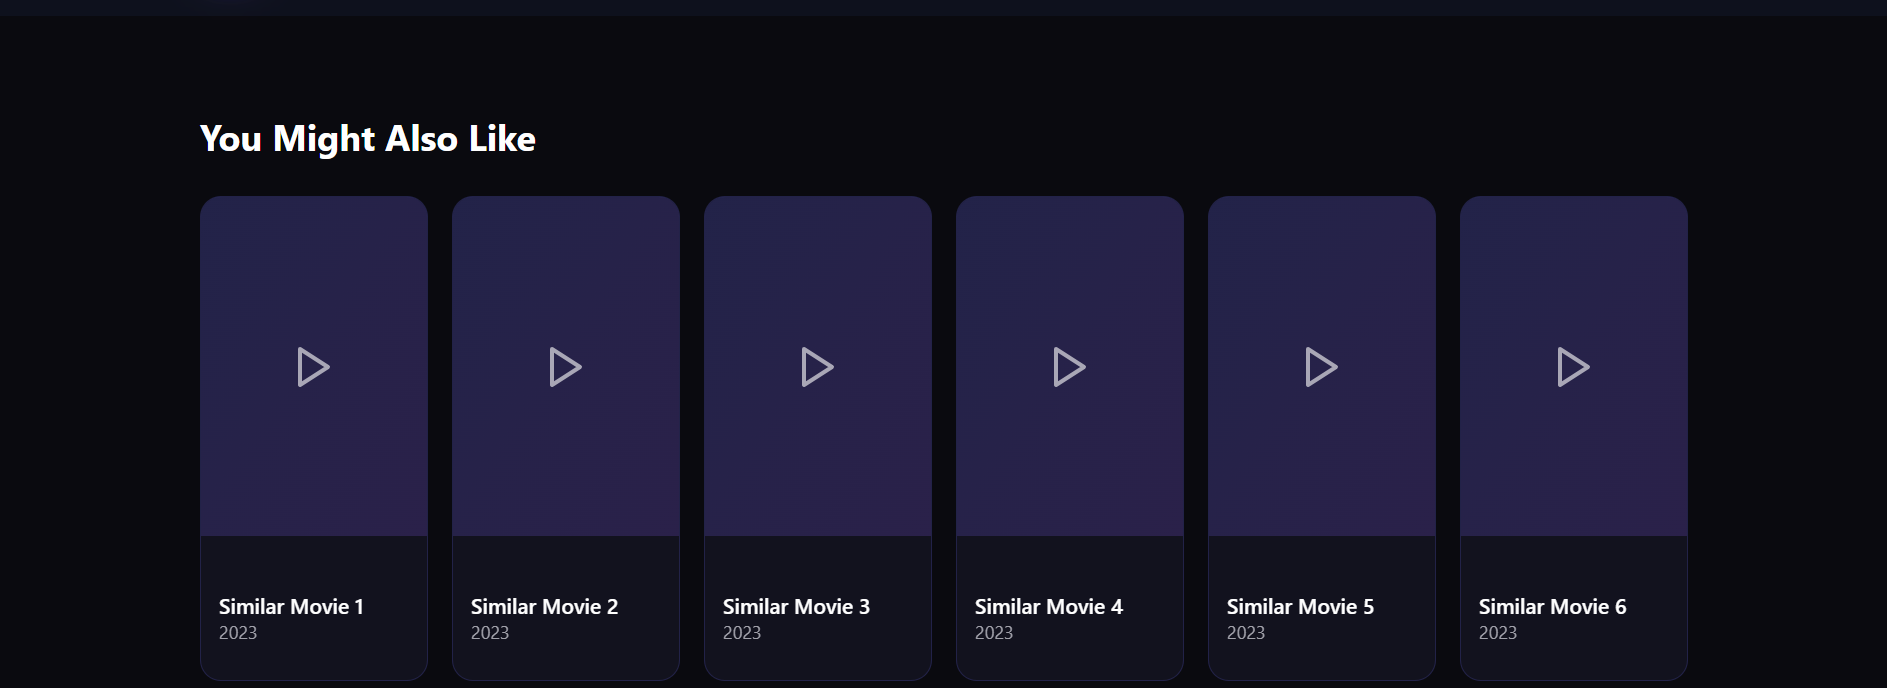 You Might Also Like
Similar Movie 1
2023
Similar Movie 2
2023
Similar Movie 3
2023
Similar Movie 4
2023
Similar Movie 5
2023
Similar Movie 6
2023